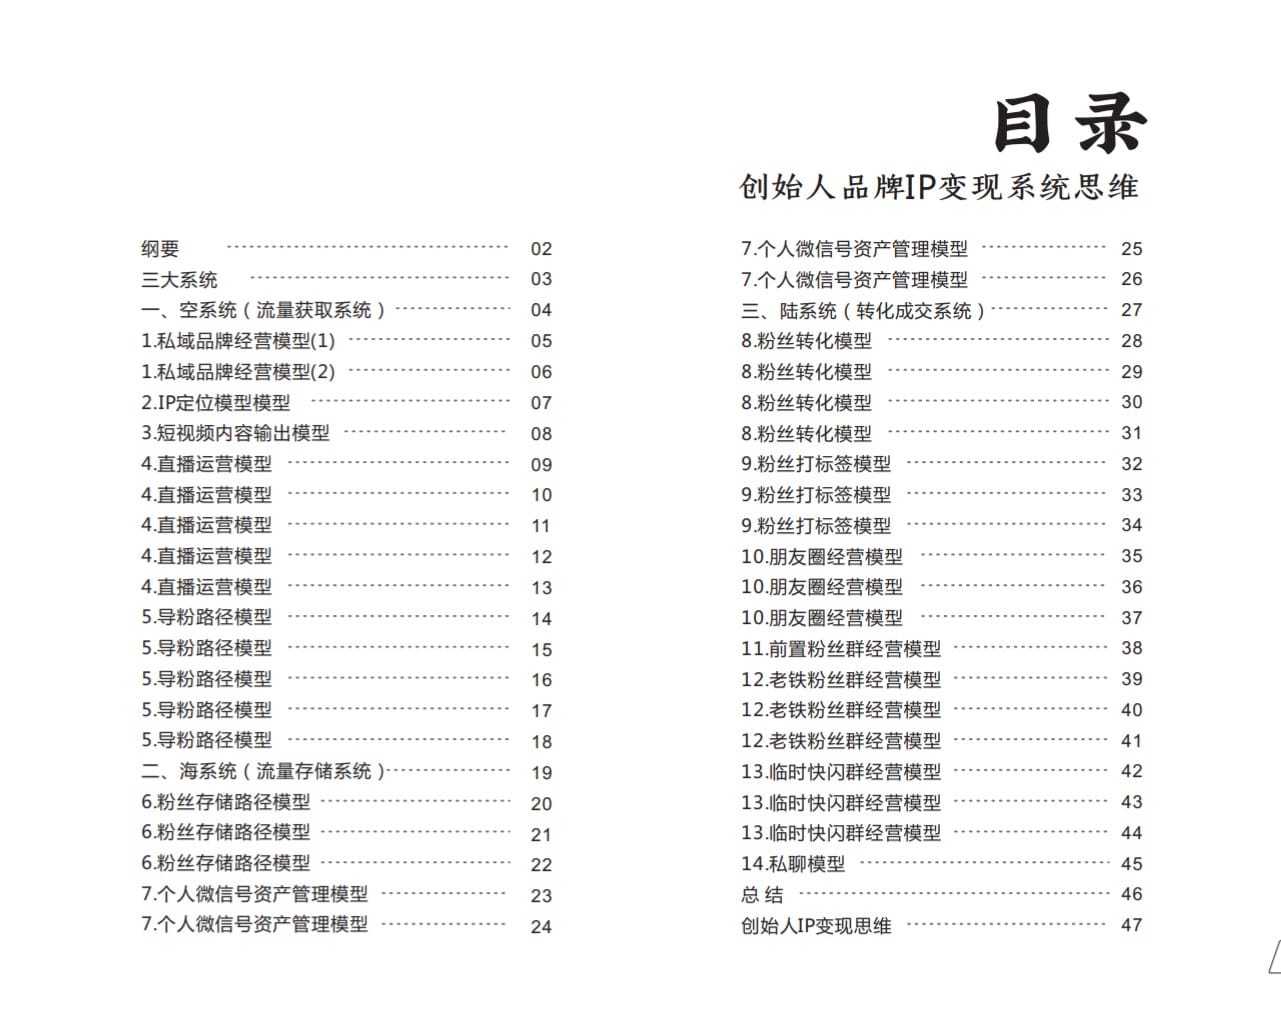 目录
创始人品牌IP变现系统思维
纲要 02
三大系统 03
一、空系统（流量获取系统） 04
1.私域品牌经营模型(1) 05
1.私域品牌经营模型(2) 06
2.IP定位模型模型 07
3.短视频内容输出模型 08
4.直播运营模型 09
4.直播运营模型 10
4.直播运营模型 11
4.直播运营模型 12
4.直播运营模型 13
5.导粉路径模型 14
5.导粉路径模型 15
5.导粉路径模型 16
5.导粉路径模型 17
5.导粉路径模型 18
二、海系统（流量存储系统） 19
6.粉丝存储路径模型 20
6.粉丝存储路径模型 21
6.粉丝存储路径模型 22
7.个人微信号资产管理模型 23
7.个人微信号资产管理模型 24
7.个人微信号资产管理模型 25
7.个人微信号资产管理模型 26
三、陆系统（转化成交系统） 27
8.粉丝转化模型 28
8.粉丝转化模型 29
8.粉丝转化模型 30
8.粉丝转化模型 31
9.粉丝打标签模型 32
9.粉丝打标签模型 33
9.粉丝打标签模型 34
10.朋友圈经营模型 35
10.朋友圈经营模型 36
10.朋友圈经营模型 37
11.前置粉丝群经营模型 38
12.老铁粉丝群经营模型 39
12.老铁粉丝群经营模型 40
12.老铁粉丝群经营模型 41
13.临时快闪群经营模型 42
13.临时快闪群经营模型 43
13.临时快闪群经营模型 44
14.私聊模型 45
总 结 46
创始人IP变现思维 47